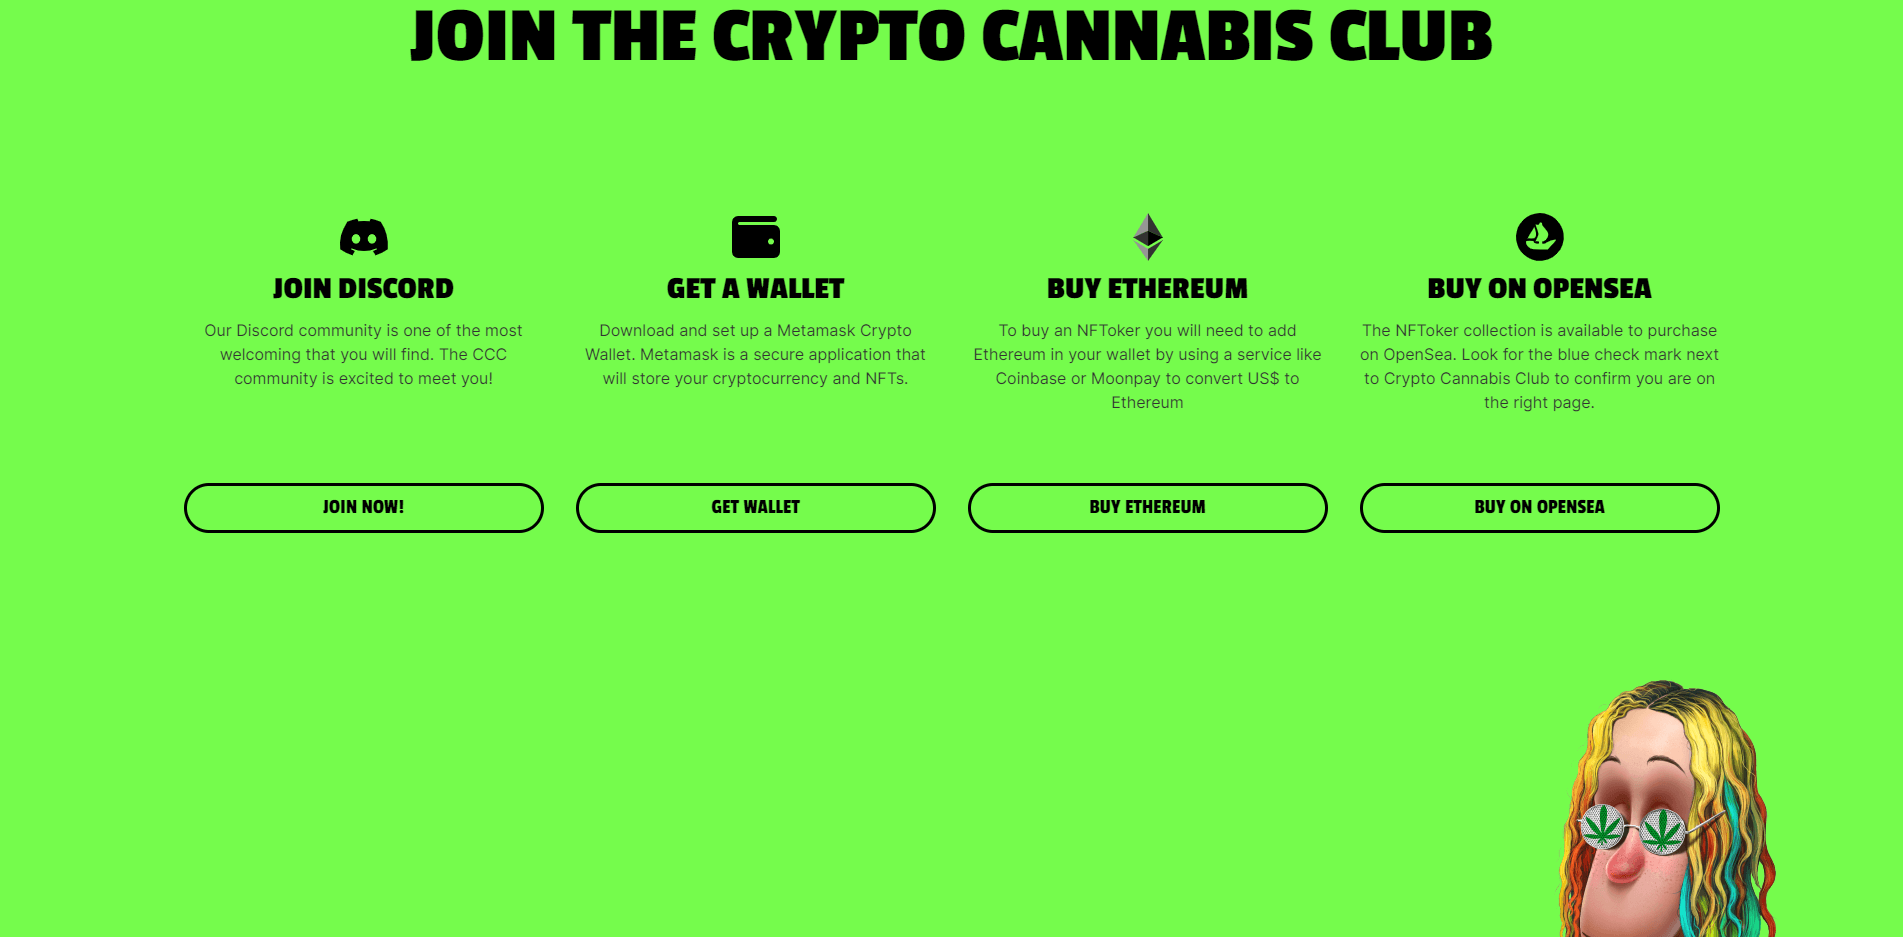 JOIN THE CRYPTO CANNABIS CLUB
JOIN DISCORD
Our Discord community is one of the most
welcoming that you will find. The CCC
community is excited to meet you!
JOIN NOW!
GET A WALLET
Download and set up a Metamask Crypto
Wallet. Metamask is a secure application that
will store your cryptocurrency and NFTs.
GET WALLET
BUY ETHEREUM
To buy an NFToker you will need to add
Ethereum in your wallet by using a service like
Coinbase or Moonpay to convert US$ to
Ethereum
BUY ETHEREUM
BUY ON OPENSEA
The NFToker collection is available to purchase
on OpenSea. Look for the blue check mark next
to Crypto Cannabis Club to confirm you are on
the right page.
BUY ON OPENSEA